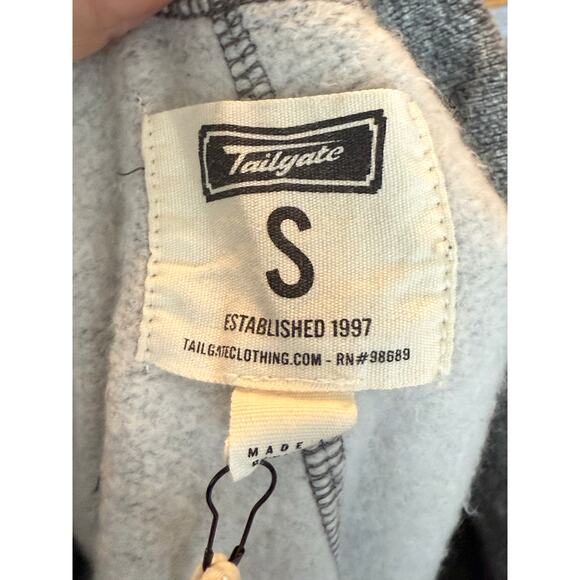 Tailgate
S
ESTABLISHED 1997
TAILGATECLOTHING.COM - RN#98689
MADE